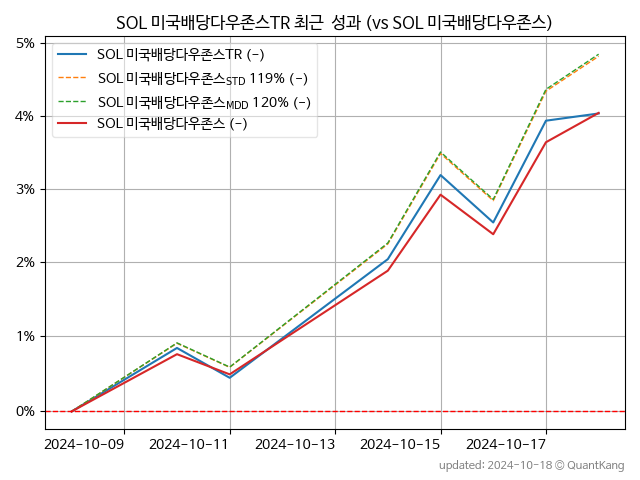 SOL 미국배당다우존스TR 최근 성과 (vs SOL 미국배당다우존스)
5%
4%
3%
2%
1%
0%
SOL 미국배당다우존스TR (-)
SOL 미국배당다우존스STD 119% (-)
SOL 미국배당다우존스MDD 120% (-)
SOL 미국배당다우존스 (-)
2024-10-09 2024-10-11 2024-10-13 2024-10-15 2024-10-17
updated: 2024-10-18 © QuantKang